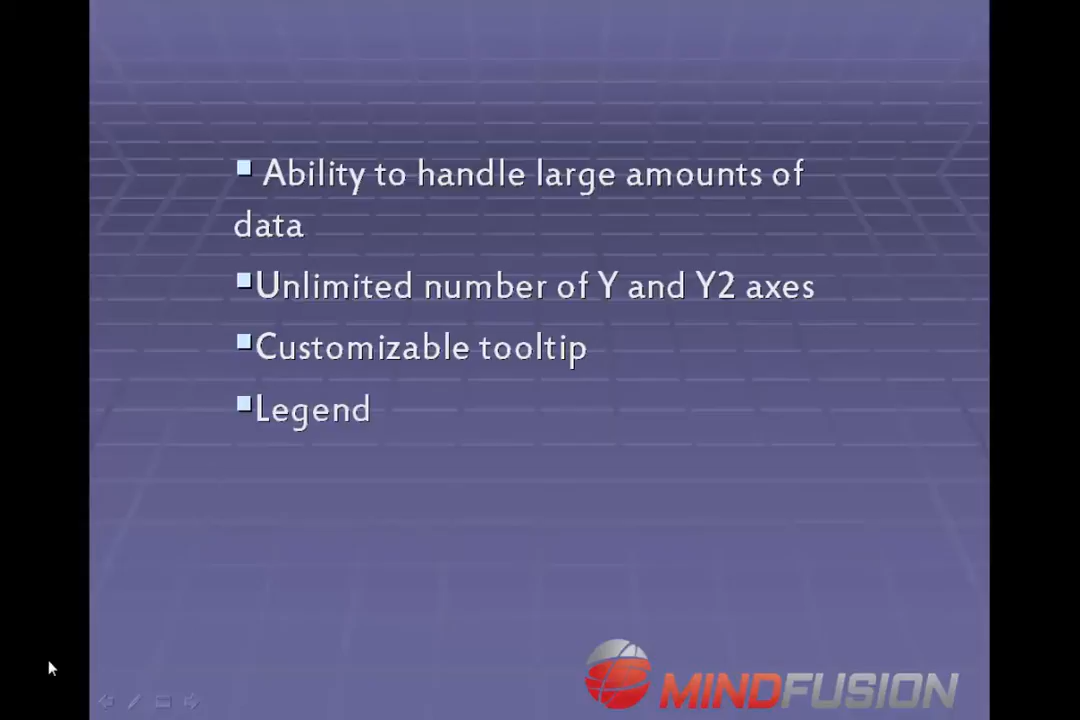 Ability to handle large amounts of
data
Unlimited number of Y and Y2 axes
Customizable tooltip
Legend
MINDFUSION